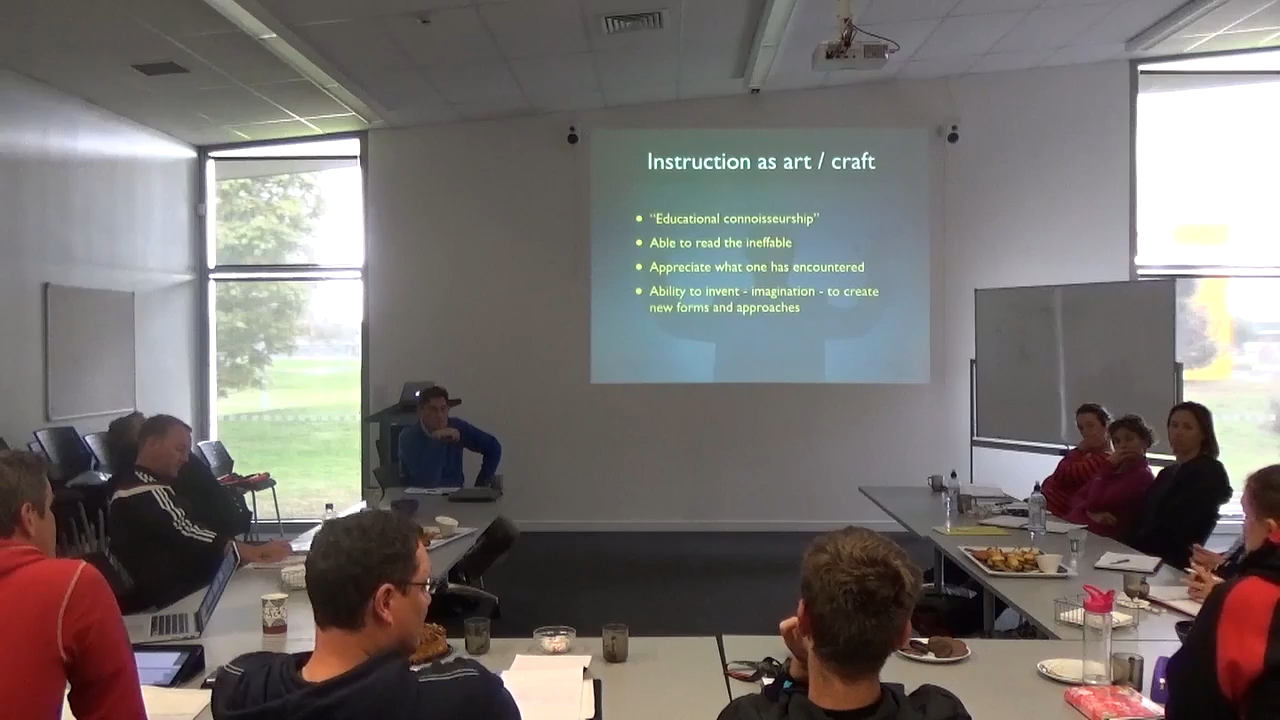 Instruction as art / craft
• “Educational connoisseurship”
• Able to read the ineffable
• Appreciate what one has encountered
• Ability to invent - imagination - to create
new forms and approaches